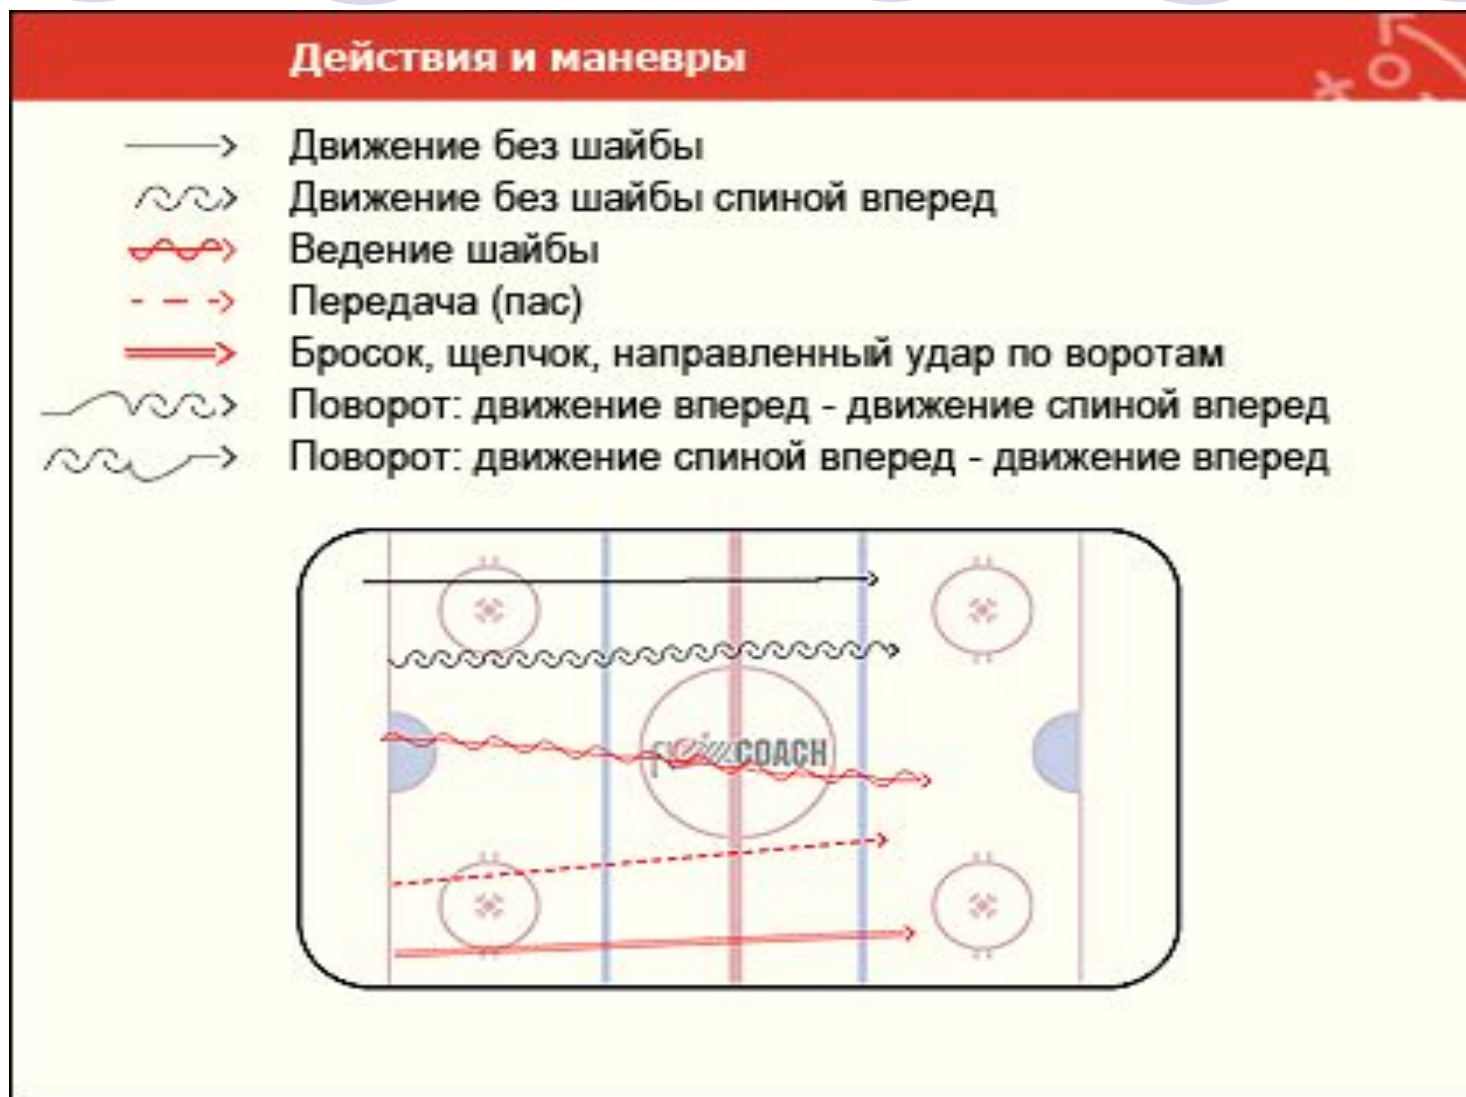 Действия и маневры
Движение без шайбы
Движение без шайбы спиной вперед
Ведение шайбы
Передача (пас)
Бросок, щелчок, направленный удар по воротам
Поворот: движение вперед - движение спиной вперед
Поворот: движение спиной вперед - движение вперед
COACH